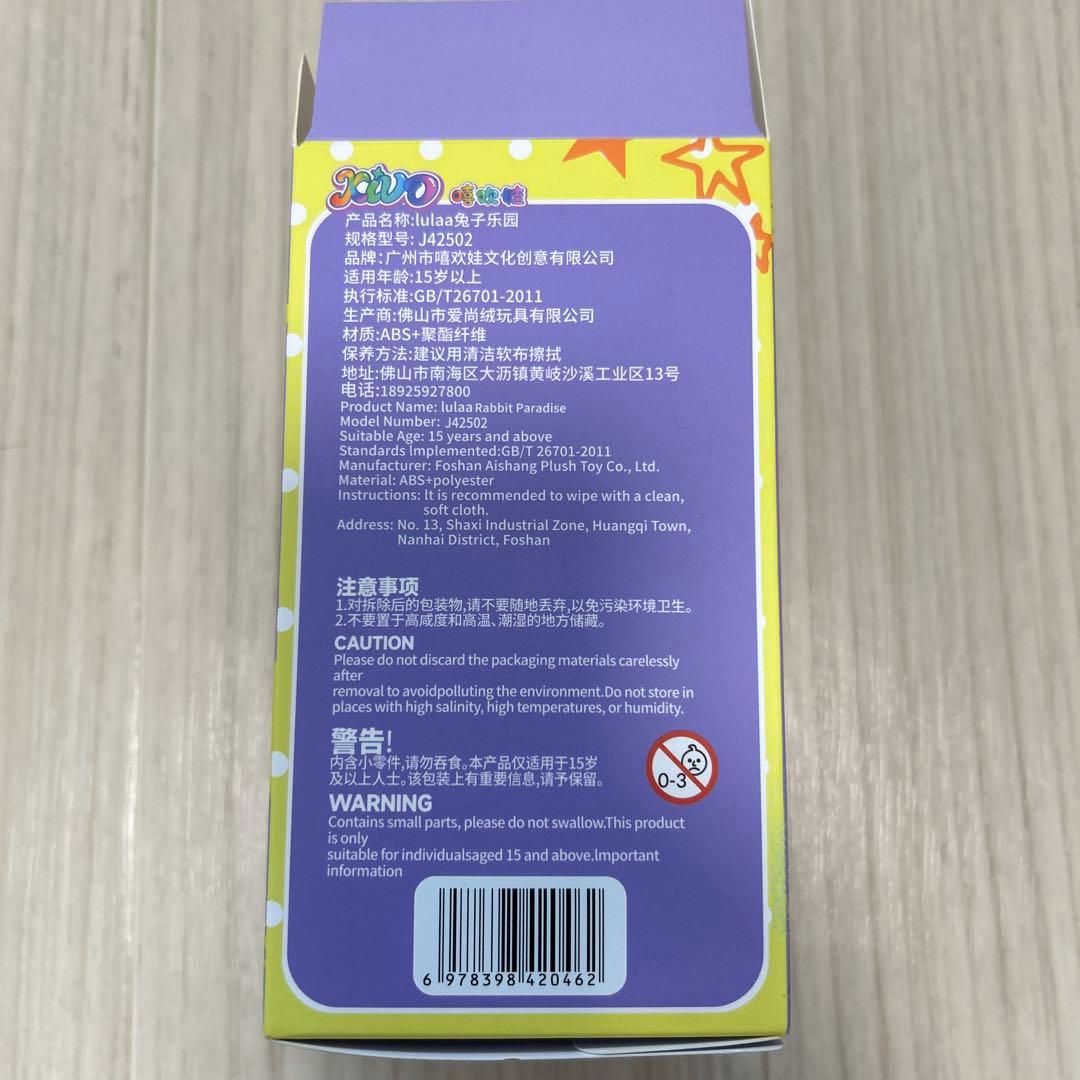 XIVO 嘻欢娃
产品名称:lulaa兔子乐园
规格型号: J42502
品牌:广州市嘻欢娃文化创意有限公司
适用年龄:15岁以上
执行标准:GB/T26701-2011
生产商:佛山市爱尚绒玩具有限公司
材质:ABS+聚酯纤维
保养方法:建议用清洁软布擦拭
地址:佛山市南海区大沥镇黄岐沙溪工业区13号
电话:18925927800
Product Name: lulaa Rabbit Paradise
Model Number: J42502
Suitable Age: 15 years and above
Standards lmplemented:GB/T 26701-2011
Manufacturer: Foshan Aishang Plush Toy Co., Ltd.
Material: ABS+polyester
Instructions: lt is recommended to wipe with a clean,
soft cloth.
Address: No. 13, Shaxi Industrial Zone, Huangqi Town,
Nanhai District, Foshan
注意事项
1.对拆除后的包装物,请不要随地丢弃,以免污染环境卫生。
2.不要置于高咸度和高温、潮湿的地方储藏。
CAUTION
Please do not discard the packaging materials carelessly
after
removal to avoidpolluting the environment.Do not store in
places with high salinity, high temperatures, or humidity.
警告!
内含小零件,请勿吞食。本产品仅适用于15岁
及以上人士。该包装上有重要信息,请予保留。
0-3
WARNING
Contains small parts, please do not swallow.This product
is only
suitable for individualsaged 15 and above.lmportant
information
6 978398 420462